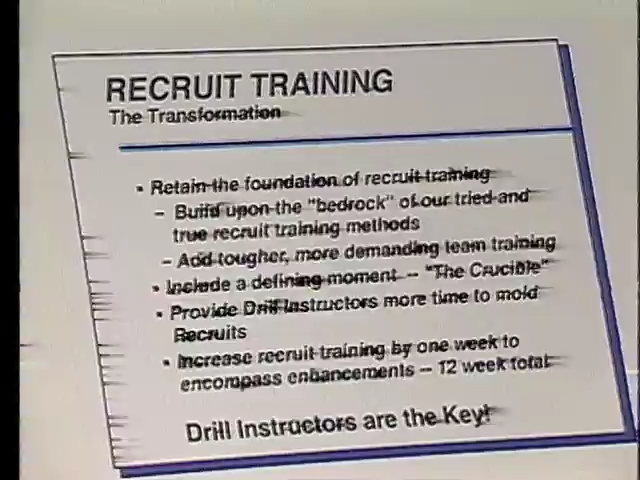 RECRUIT TRAINING
The Transformation
• Retain the foundation of recruit training
– Build upon the "bedrock" of our tried and
true recruit training methods
– Add tougher, more demanding team training
• Include a defining moment -- "The Crucible"
• Provide Drill Instructors more time to mold
Recruits
• Increase recruit training by one week to
encompass enhancements -- 12 week total
Drill Instructors are the Key!